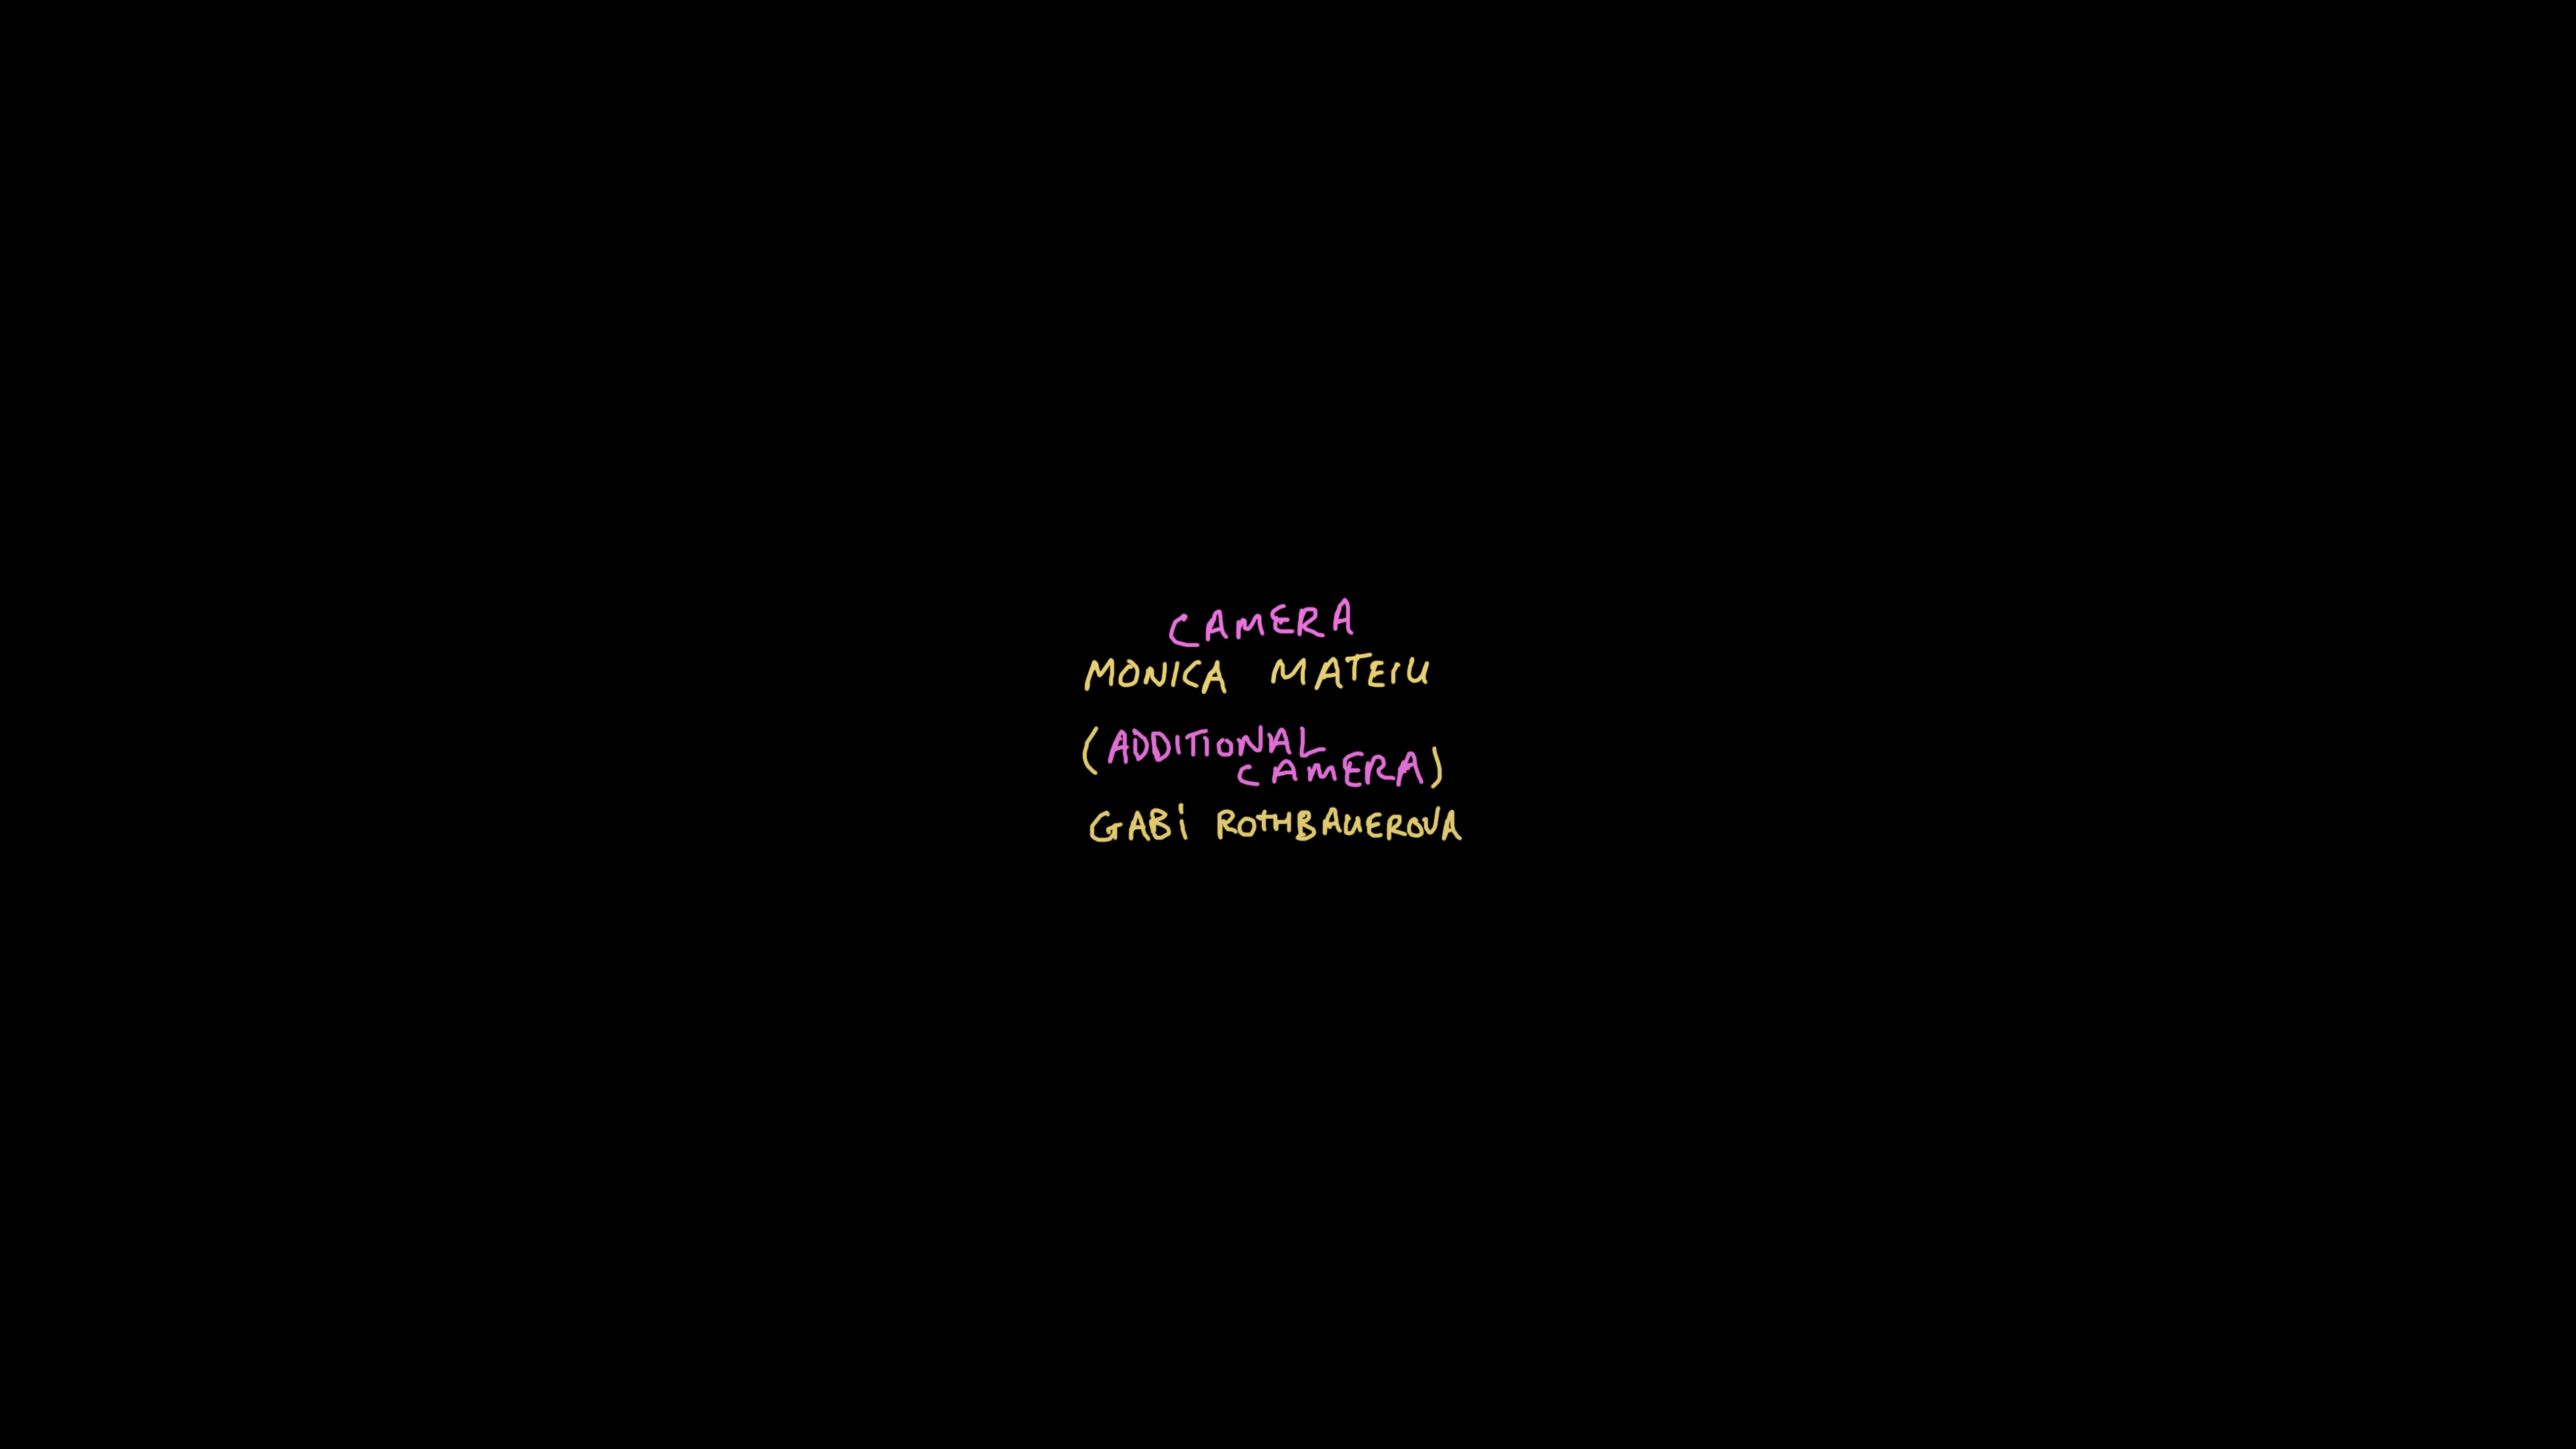 CAMERA
MONICA MATEIU
(ADDITIONAL
CAMERA)
GABI ROTHBAUEROVA